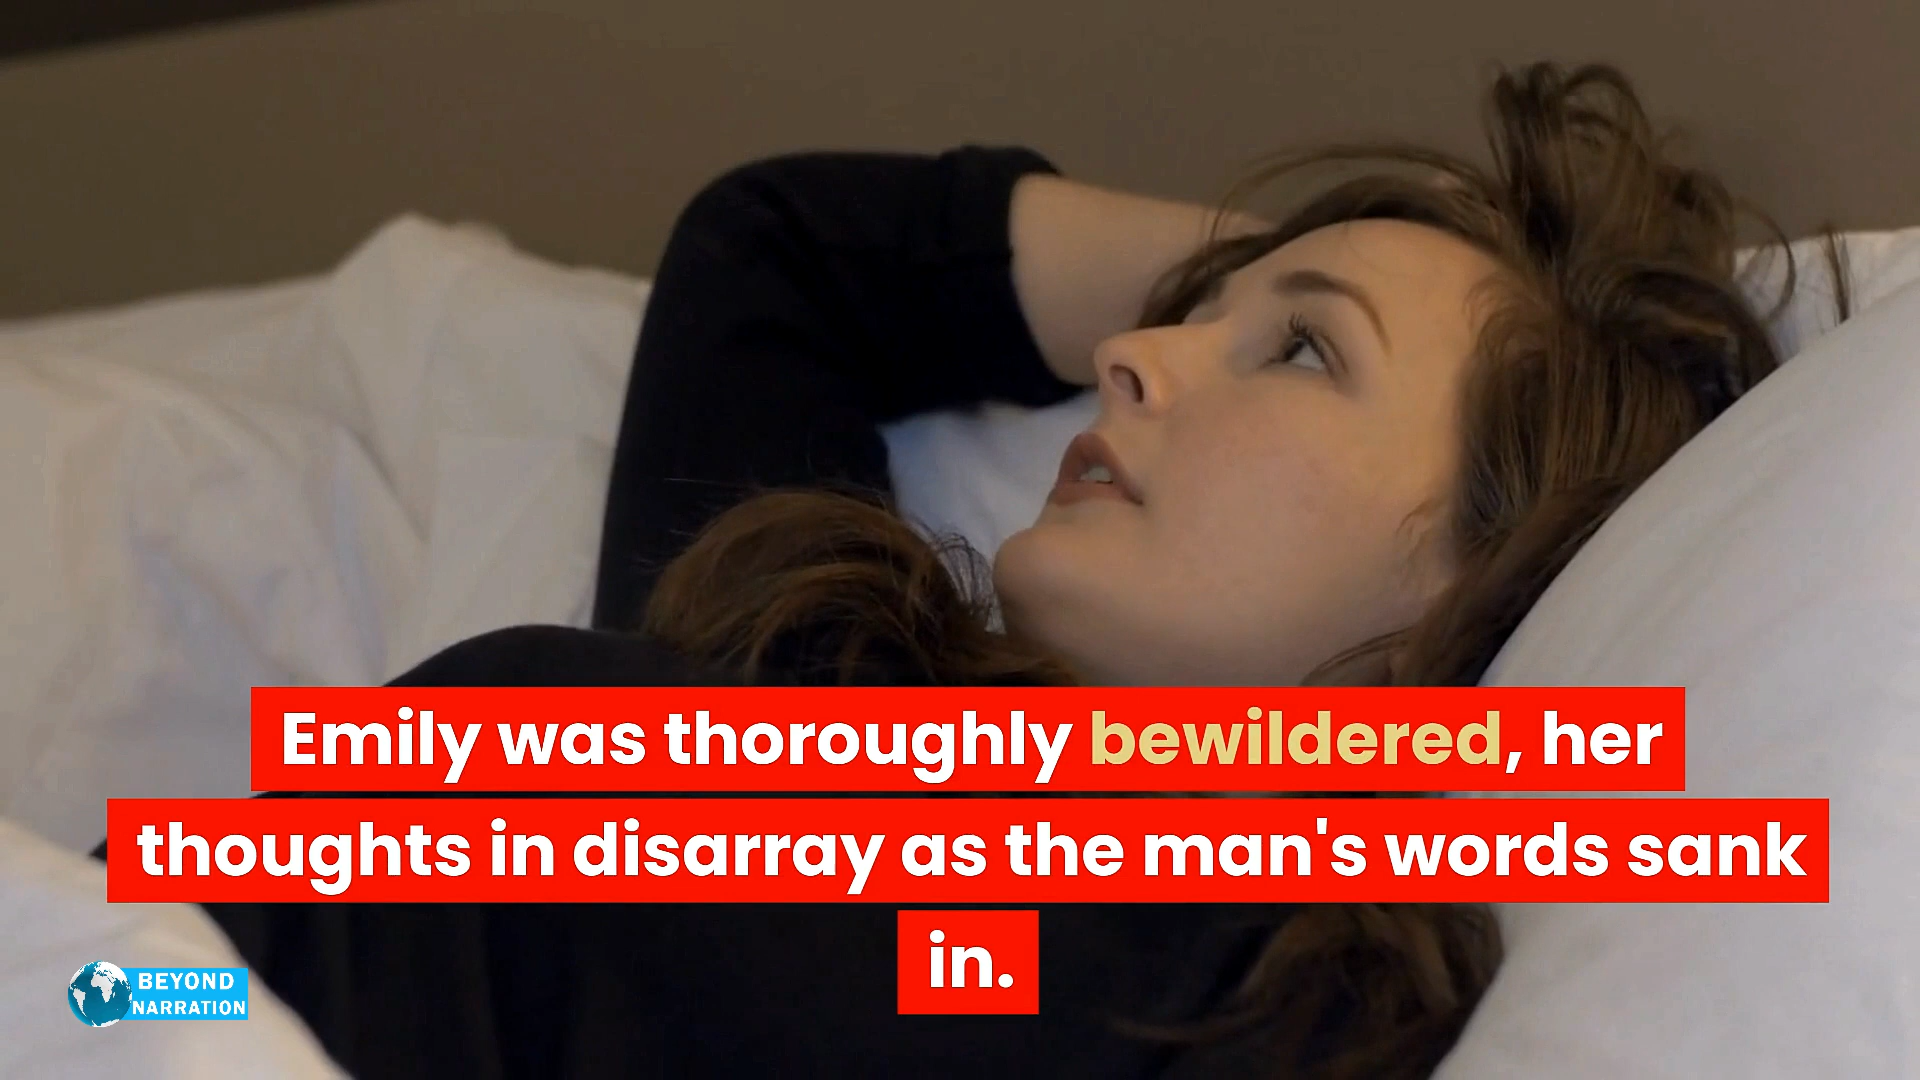 Emily was thoroughly bewildered, her
thoughts in disarray as the man's words sank
in.
BEYOND
NARRATION